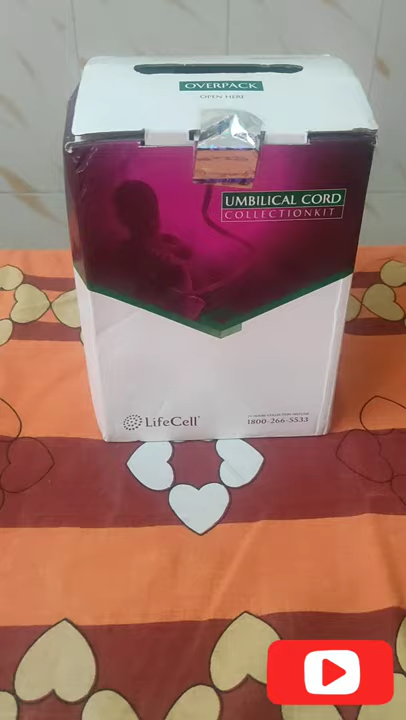 OVERPACK
OPEN HERE
UMBILICAL CORD
COLLECTIONKIT
LifeCell
1800-266-5533